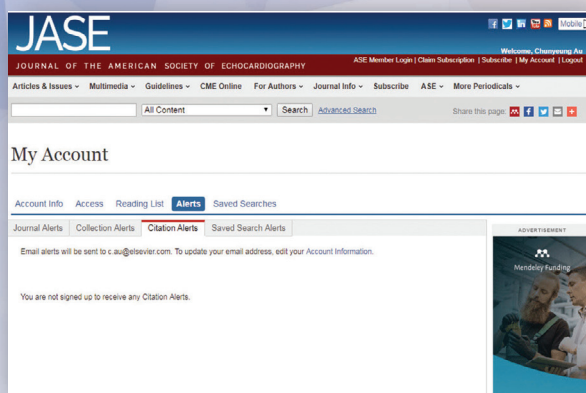 Mobile
JASE
Welcome, Chunyeung Au
JOURNAL OF THE AMERICAN SOCIETY OF ECHOCARDIOGRAPHY
ASE Member Login | Claim Subscription | Subscribe | My Account | Logout
Articles & Issues Multimedia Guidelines CME Online For Authors Journal Info Subscribe ASE More Periodicals
All Content Search Advanced Search Share this page:
My Account
Account Info Access Reading List Alerts Saved Searches
Journal Alerts Collection Alerts Citation Alerts Saved Search Alerts
ADVERTISEMENT
Email alerts will be sent to c.au@elsevier.com. To update your email address, edit your Account Information.
Mendeley Funding
You are not signed up to receive any Citation Alerts.